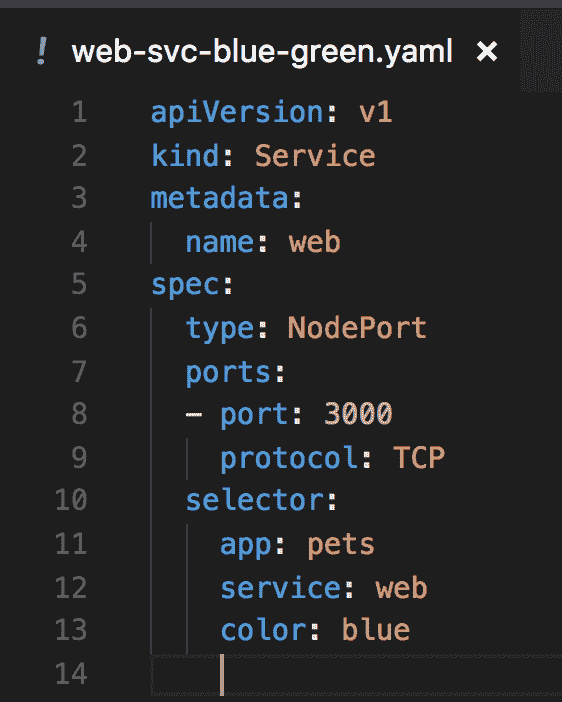 ! web-svc-blue-green.yaml ×
1 apiVersion: v1
2 kind: Service
3 metadata:
4   name: web
5 spec:
6   type: NodePort
7   ports:
8   - port: 3000
9     protocol: TCP
10   selector:
11     app: pets
12     service: web
13     color: blue
14